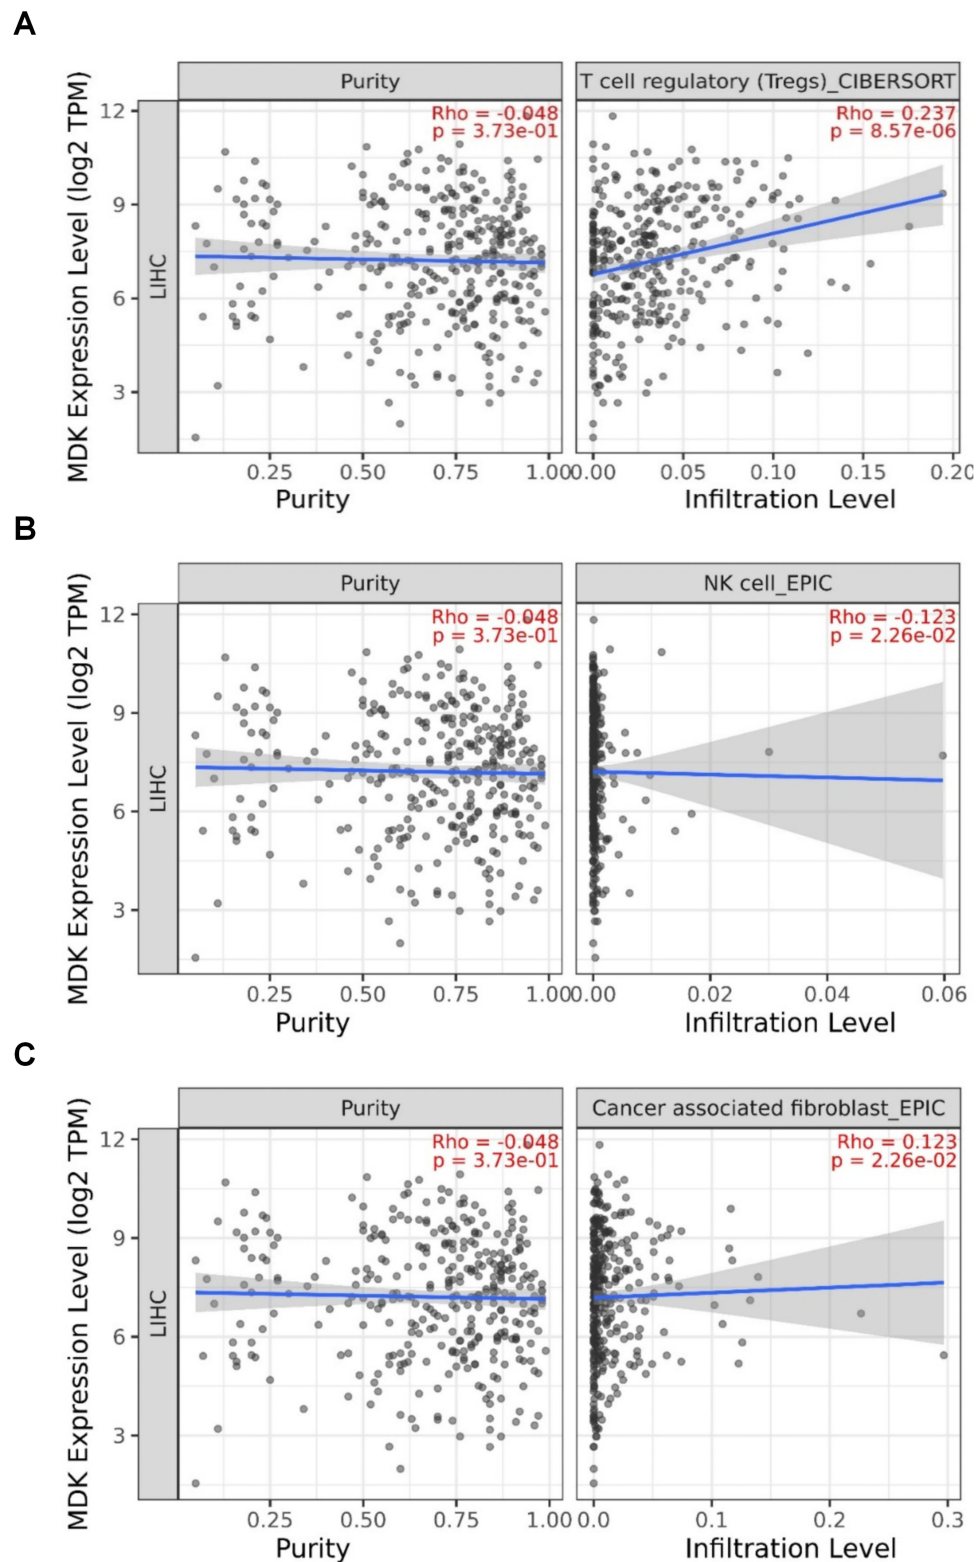 A
Purity
T cell regulatory (Tregs)_CIBERSORT
Rho = -0.048
p = 3.73e-01
Rho = 0.237
p = 8.57e-06
MDK Expression Level (log2 TPM)
LIHC
12
9
6
3
0.25
0.50
0.75
1.00
0.00
0.05
0.10
0.15
0.20
Purity
Infiltration Level
B
Purity
NK cell_EPIC
Rho = -0.048
p = 3.73e-01
Rho = -0.123
p = 2.26e-02
MDK Expression Level (log2 TPM)
LIHC
12
9
6
3
0.25
0.50
0.75
1.00
0.00
0.02
0.04
0.06
Purity
Infiltration Level
C
Purity
Cancer associated fibroblast_EPIC
Rho = -0.048
p = 3.73e-01
Rho = 0.123
p = 2.26e-02
MDK Expression Level (log2 TPM)
LIHC
12
9
6
3
0.25
0.50
0.75
1.00
0.0
0.1
0.2
0.3
Purity
Infiltration Level